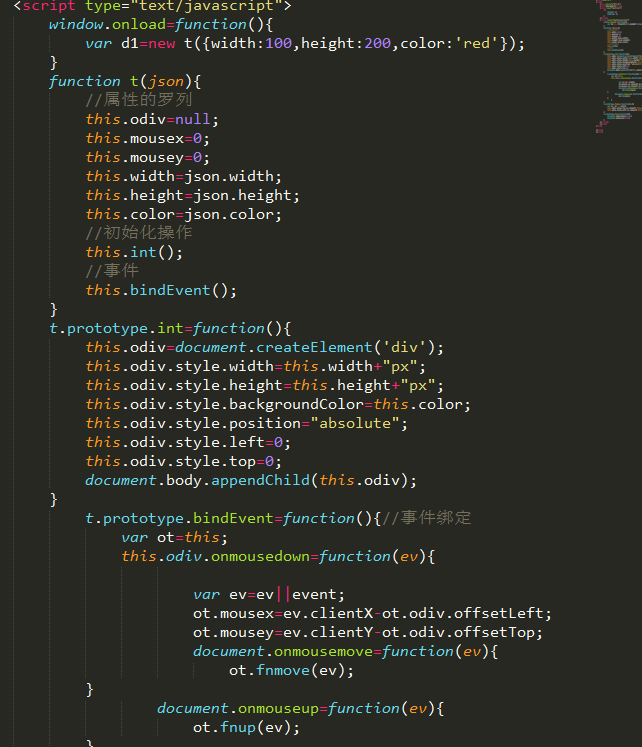 <script type="text/javascript">
window.onload=function(){
var d1=new t({width:100,height:200,color:'red'});
}
function t(json){
//属性的罗列
this.odiv=null;
this.mousex=0;
this.mousey=0;
this.width=json.width;
this.height=json.height;
this.color=json.color;
//初始化操作
this.int();
//事件
this.bindEvent();
}
t.prototype.int=function(){
this.odiv=document.createElement('div');
this.odiv.style.width=this.width+"px";
this.odiv.style.height=this.height+"px";
this.odiv.style.backgroundColor=this.color;
this.odiv.style.position="absolute";
this.odiv.style.left=0;
this.odiv.style.top=0;
document.body.appendChild(this.odiv);
}
t.prototype.bindEvent=function(){//事件绑定
var ot=this;
this.odiv.onmousedown=function(ev){
var ev=ev||event;
ot.mousex=ev.clientX-ot.odiv.offsetLeft;
ot.mousey=ev.clientY-ot.odiv.offsetTop;
document.onmousemove=function(ev){
ot.fnmove(ev);
}
document.onmouseup=function(ev){
ot.fnup(ev);
}